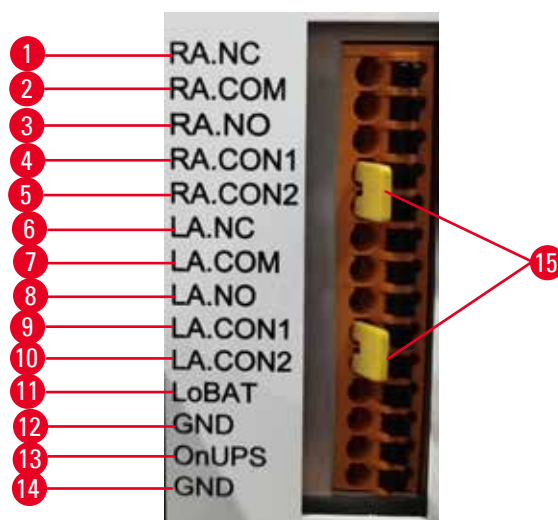 1 RA.NC
2 RA.COM
3 RA.NO
4 RA.CON1
5 RA.CON2
6 LA.NC
7 LA.COM
8 LA.NO
9 LA.CON1
10 LA.CON2
11 LoBAT
12 GND
13 OnUPS
14 GND
15